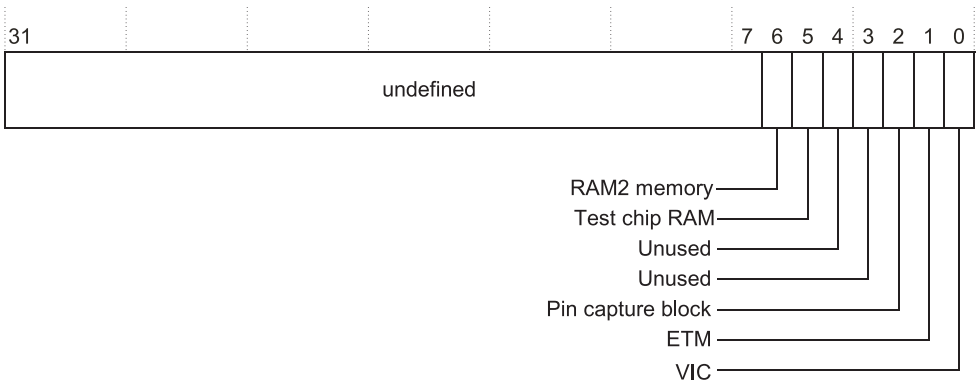 31 7 6 5 4 3 2 1 0
undefined
RAM2 memory
Test chip RAM
Unused
Unused
Pin capture block
ETM
VIC